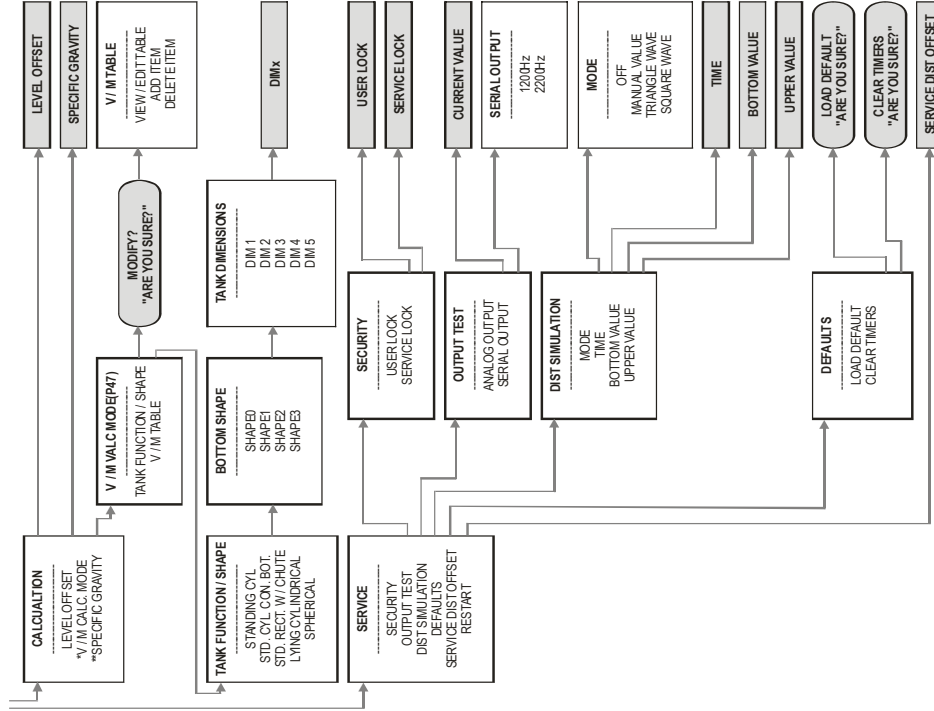 CALCUALTION
LEVEL OFF SET
*V / M CALC. MODE
**SPECIFIC GRAVITY
V / M VALC MODE(P47)
TANK FUNCTION / SHAPE
V / M TABLE
MODIFY?
"ARE YOU SURE?"
LEVEL OFFSET
SPECIFIC GRAVITY
V / M TABLE
VIEW / EDIT TABLE
ADD ITEM
DELETE ITEM
TANK FUNCTION / SHAPE
STANDING CYL
STD. CYL CON. BOT.
STD. RECT. W / CHUTE
LYING CYLINDRICAL
SPHERICAL
BOTTOM SHAPE
SHAPE0
SHAPE1
SHAPE2
SHAPE3
TANK DIMENSIONS
DIM 1
DIM 2
DIM 3
DIM 4
DIM 5
DIMx
SERVICE
SECURITY
OUTPUT TEST
DIST SIMULATION
DEFAULTS
SERVICE DIST OFFSET
RESTART
SECURITY
USER LOCK
SERVICE LOCK
USER LOCK
SERVICE LOCK
OUTPUT TEST
ANALOG OUTPUT
SERIAL OUTPUT
CURRENT VALUE
SERIAL OUTPUT
1200Hz
2200Hz
DIST SIMULATION
MODE
TIME
BOTTOM VALUE
UPPER VALUE
MODE
OFF
MANUAL VALUE
TRIANGLE WAVE
SQUARE WAVE
TIME
BOTTOM VALUE
UPPER VALUE
DEFAULTS
LOAD DEFAULT
CLEAR TIMERS
LOAD DEFAULT
"ARE YOU SURE?"
CLEAR TIMERS
"ARE YOU SURE?"
SERVICE DIST OFFSET